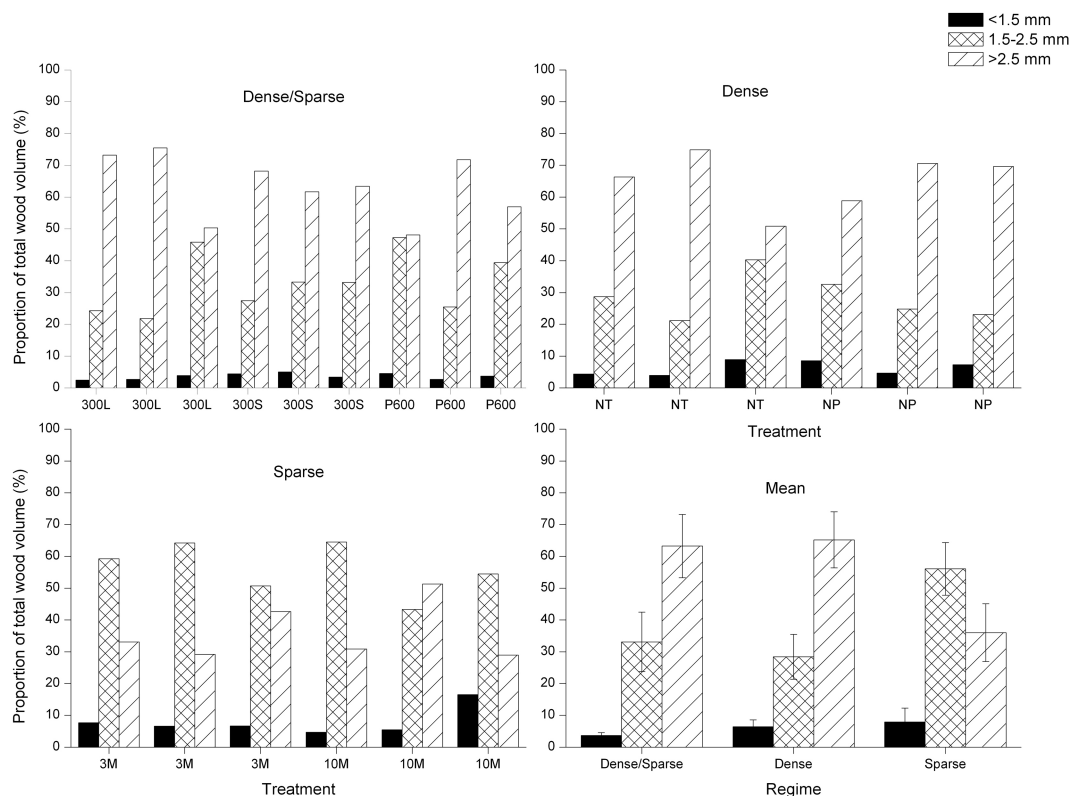 <1.5 mm
1.5-2.5 mm
>2.5 mm
Dense/Sparse
Proportion of total wood volume (%)
100
90
80
70
60
50
40
30
20
10
0
300L 300L 300L 300S 300S 300S P600 P600 P600
Dense
100
90
80
70
60
50
40
30
20
10
0
NT NT NT NP NP NP
Treatment
Sparse
Proportion of total wood volume (%)
100
90
80
70
60
50
40
30
20
10
0
3M 3M 3M 10M 10M 10M
Treatment
Mean
100
90
80
70
60
50
40
30
20
10
0
Dense/Sparse Dense Sparse
Regime